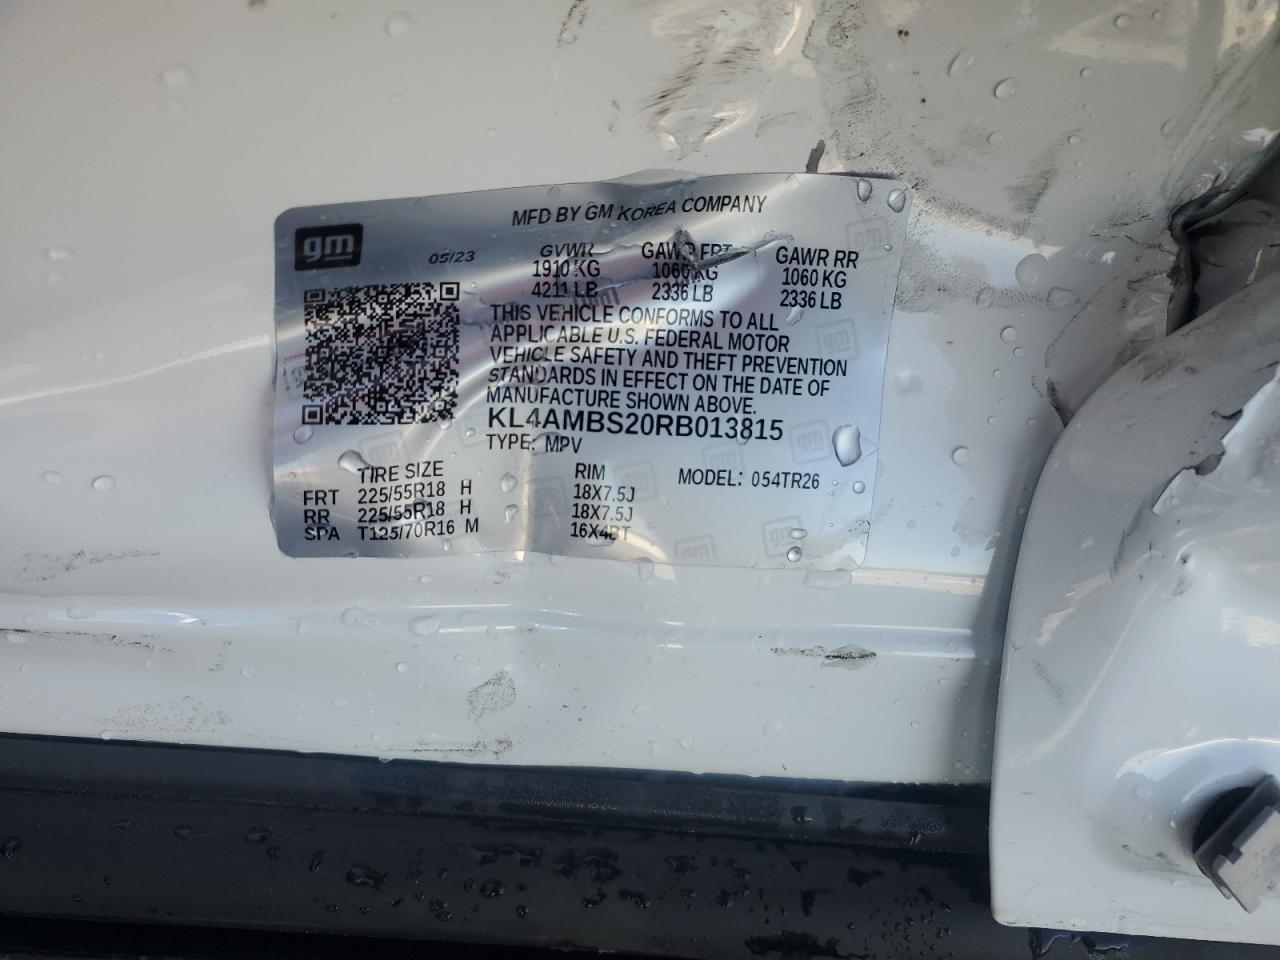 MFD BY GM KOREA COMPANY
gm
05/23
GVWR GAWR FRT GAWR RR
1910 KG 1060 KG 1060 KG
4211 LB 2336 LB 2336 LB
THIS VEHICLE CONFORMS TO ALL
APPLICABLE U.S. FEDERAL MOTOR
VEHICLE SAFETY AND THEFT PREVENTION
STANDARDS IN EFFECT ON THE DATE OF
MANUFACTURE SHOWN ABOVE.
KL4AMBS20RB013815
TYPE: MPV
TIRE SIZE RIM MODEL: 054TR26
FRT 225/55R18 H 18X7.5J
RR 225/55R18 H 18X7.5J
SPA T125/70R16 M 16X4BT